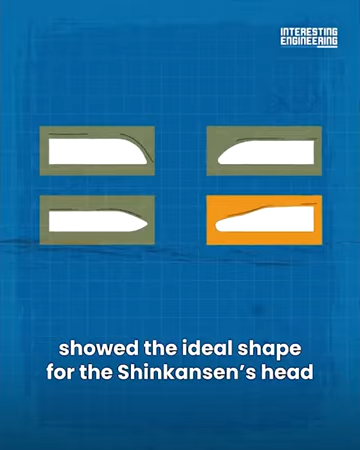 INTERESTING
ENGINEERING
showed the ideal shape
for the Shinkansen's head